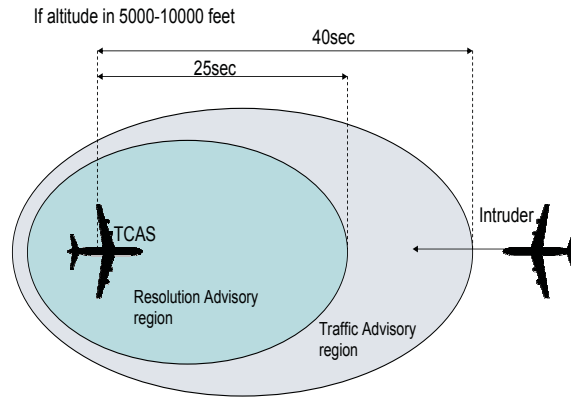 If altitude in 5000-10000 feet
40sec
25sec
Intruder
TCAS
Resolution Advisory
region
Traffic Advisory
region